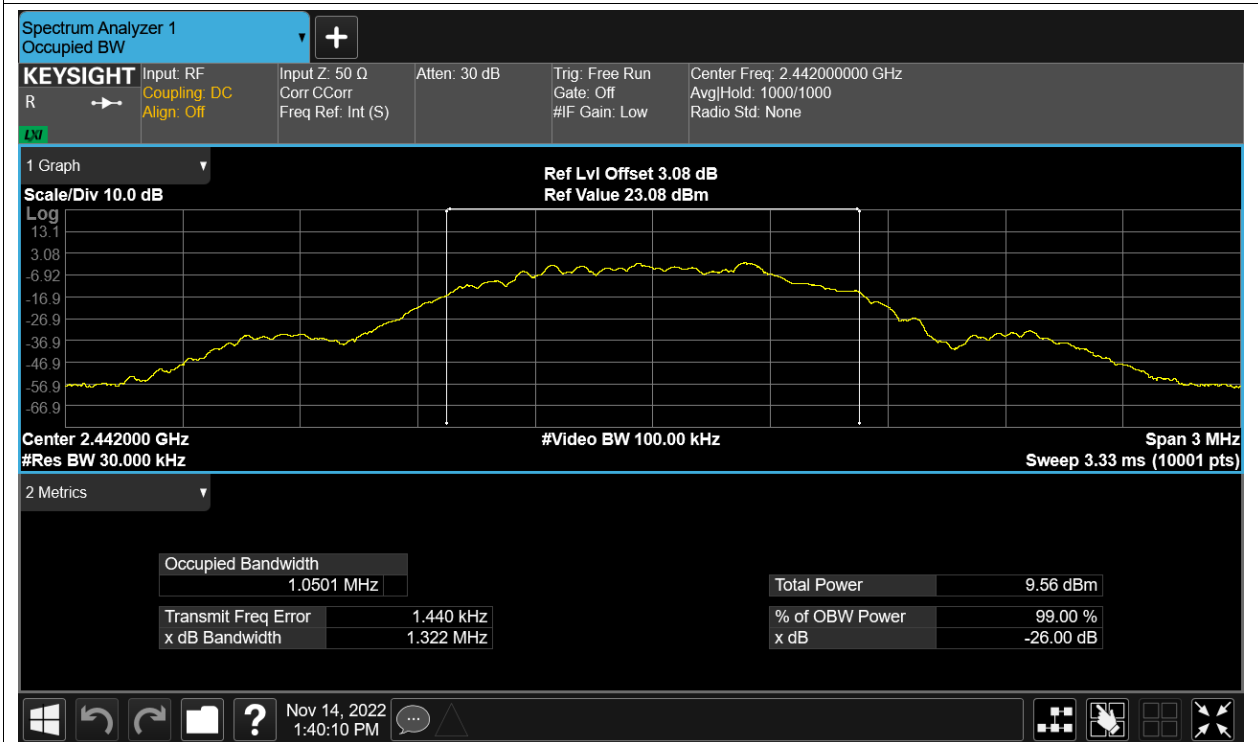 Spectrum Analyzer 1
Occupied BW
KEYSIGHT
R
LXI
Input: RF
Coupling: DC
Align: Off
Input Z: 50 Ω
Corr CCorr
Freq Ref: Int (S)
Atten: 30 dB
Trig: Free Run
Gate: Off
#IF Gain: Low
Center Freq: 2.442000000 GHz
Avg|Hold: 1000/1000
Radio Std: None
1 Graph
Scale/Div 10.0 dB
Ref Lvl Offset 3.08 dB
Ref Value 23.08 dBm
Log
13.1
3.08
-6.92
-16.9
-26.9
-36.9
-46.9
-56.9
-66.9
Center 2.442000 GHz
#Res BW 30.000 kHz
#Video BW 100.00 kHz
Span 3 MHz
Sweep 3.33 ms (10001 pts)
2 Metrics
Occupied Bandwidth
1.0501 MHz
Transmit Freq Error 1.440 kHz
x dB Bandwidth 1.322 MHz
Total Power 9.56 dBm
% of OBW Power 99.00 %
x dB -26.00 dB
?
Nov 14, 2022
1:40:10 PM